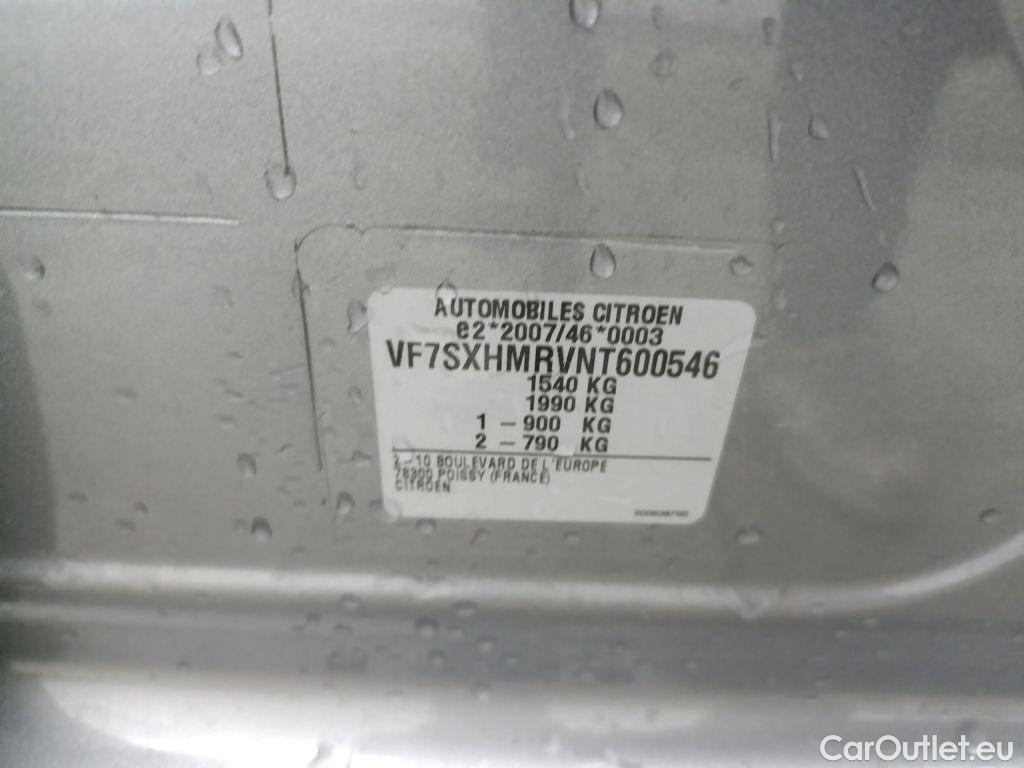 AUTOMOBILES CITROEN
e2*2007/46*0003
VF7SXHMRVNT600546
1540 KG
1990 KG
1 - 900 KG
2 - 790 KG
2 - 10 BOULEVARD DE L'EUROPE
78300 POISSY (FRANCE)
CITROEN
CarOutlet.eu